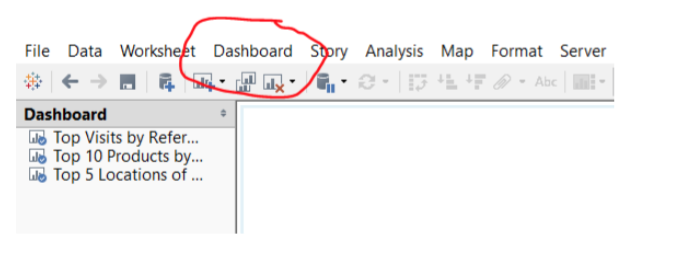 File Data Worksheet Dashboard Story Analysis Map Format Server
Abc
Dashboard
Top Visits by Refer...
Top 10 Products by...
Top 5 Locations of ...